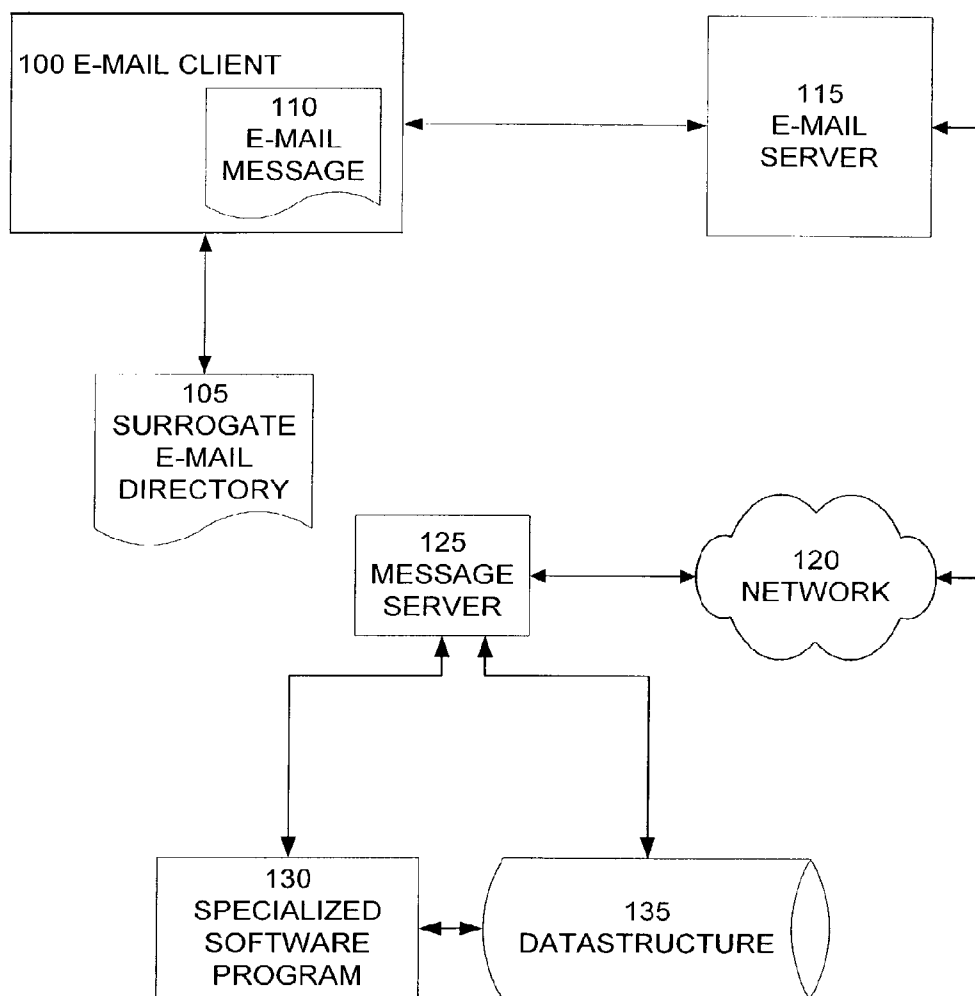 100 E-MAIL CLIENT
110
E-MAIL
MESSAGE
115
E-MAIL
SERVER
105
SURROGATE
E-MAIL
DIRECTORY
125
MESSAGE
SERVER
120
NETWORK
130
SPECIALIZED
SOFTWARE
PROGRAM
135
DATASTRUCTURE